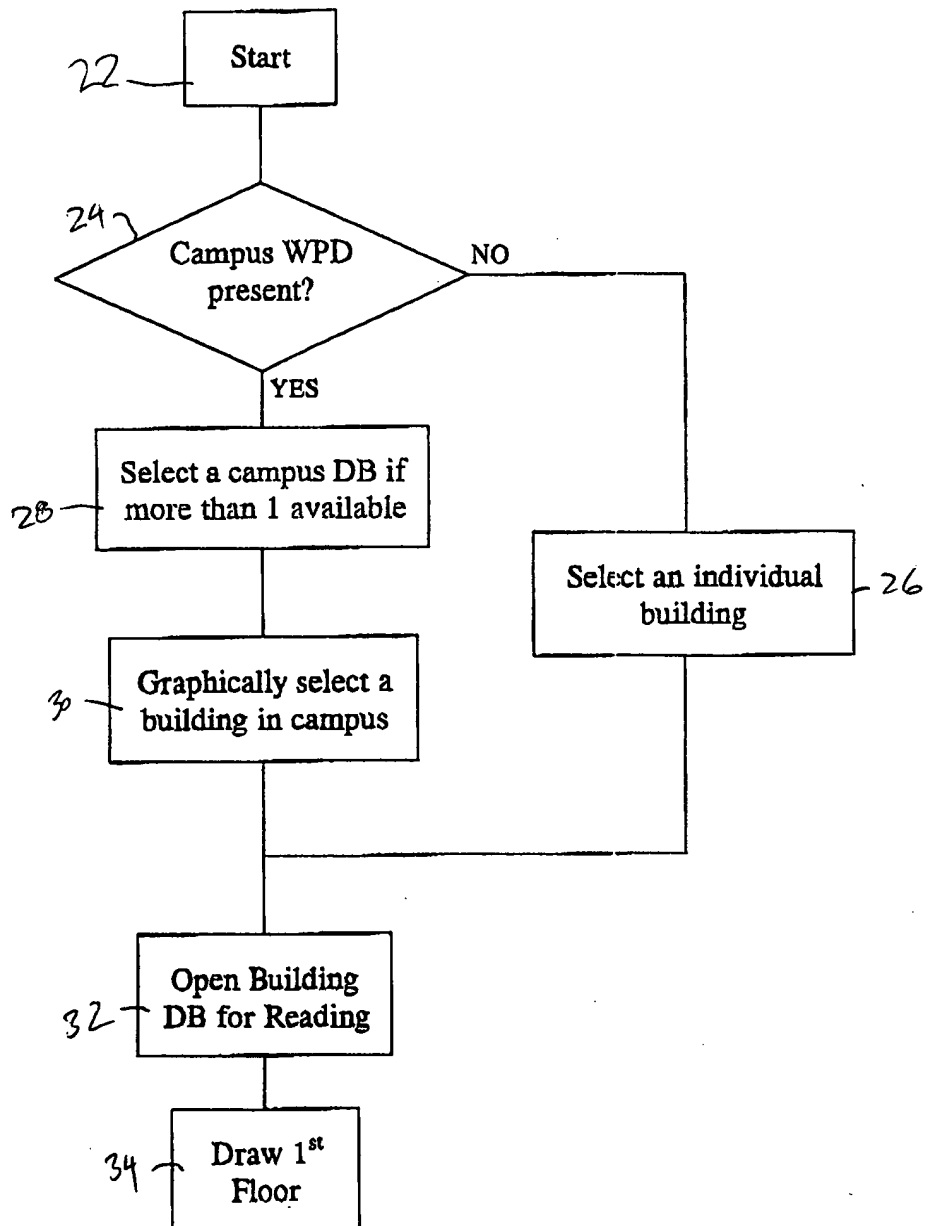 Start
22
24
Campus WPD
present?
NO
YES
Select a campus DB if
more than 1 available
28
Select an individual
building
26
Graphically select a
building in campus
30
Open Building
DB for Reading
32
Draw 1st
Floor
34